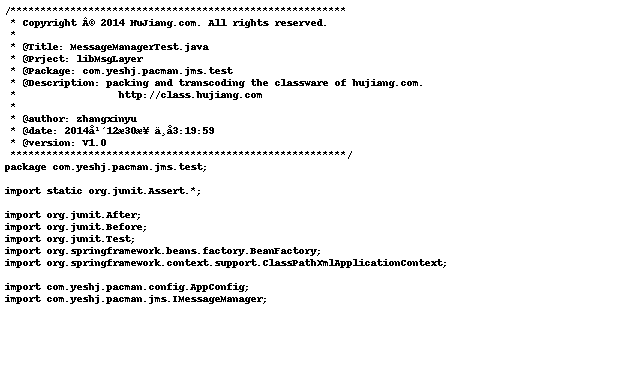 /********************************************************
 * Copyright Â© 2014 HuJiang.com. All rights reserved.
 *
 * @Title: MessageManagerTest.java
 * @Prject: libMsgLayer
 * @Package: com.yeshj.pacman.jms.test
 * @Description: packing and transcoding the classware of hujiang.com.
 *                 http://class.hujiang.com
 *
 * @author: zhangxinyu
 * @date: 2014å¹´12æ30æ¥ ä¸å3:19:59
 * @version: V1.0
 ********************************************************/
package com.yeshj.pacman.jms.test;
import static org.junit.Assert.*;
import org.junit.After;
import org.junit.Before;
import org.junit.Test;
import org.springframework.beans.factory.BeanFactory;
import org.springframework.context.support.ClassPathXmlApplicationContext;
import com.yeshj.pacman.config.AppConfig;
import com.yeshj.pacman.jms.IMessageManager;